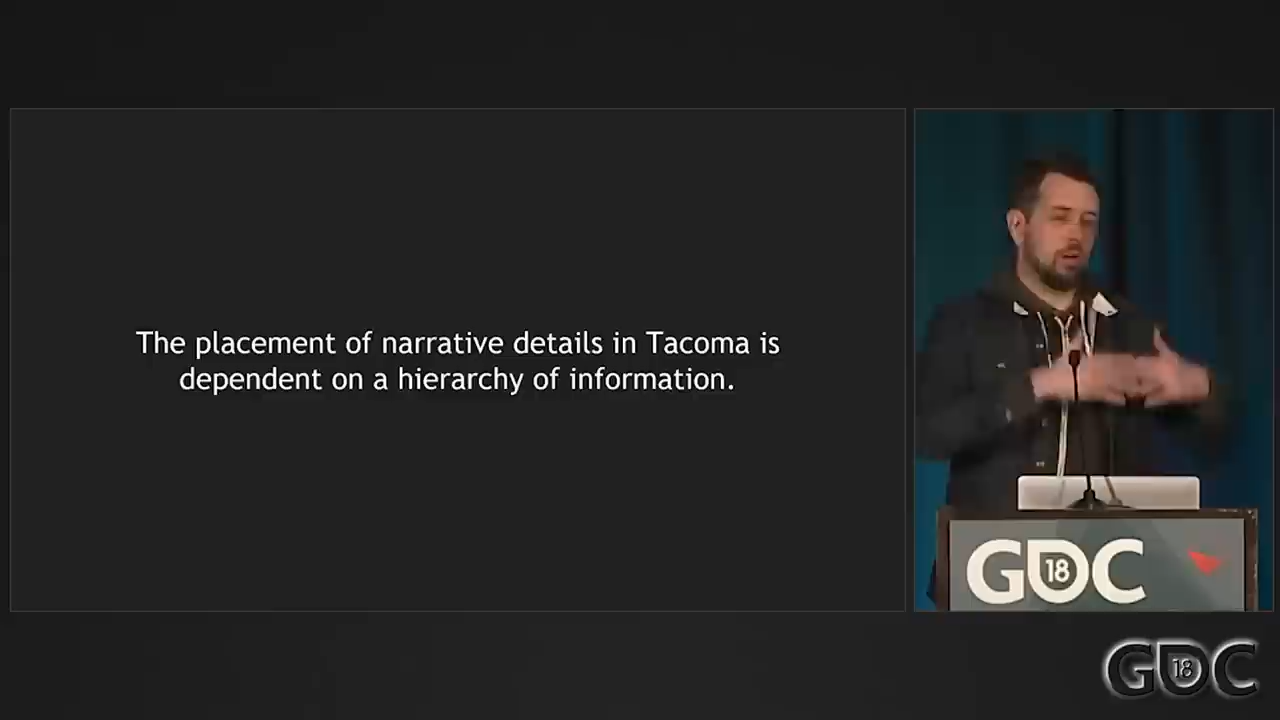 The placement of narrative details in Tacoma is
dependent on a hierarchy of information.
GDC 18
GDC 18